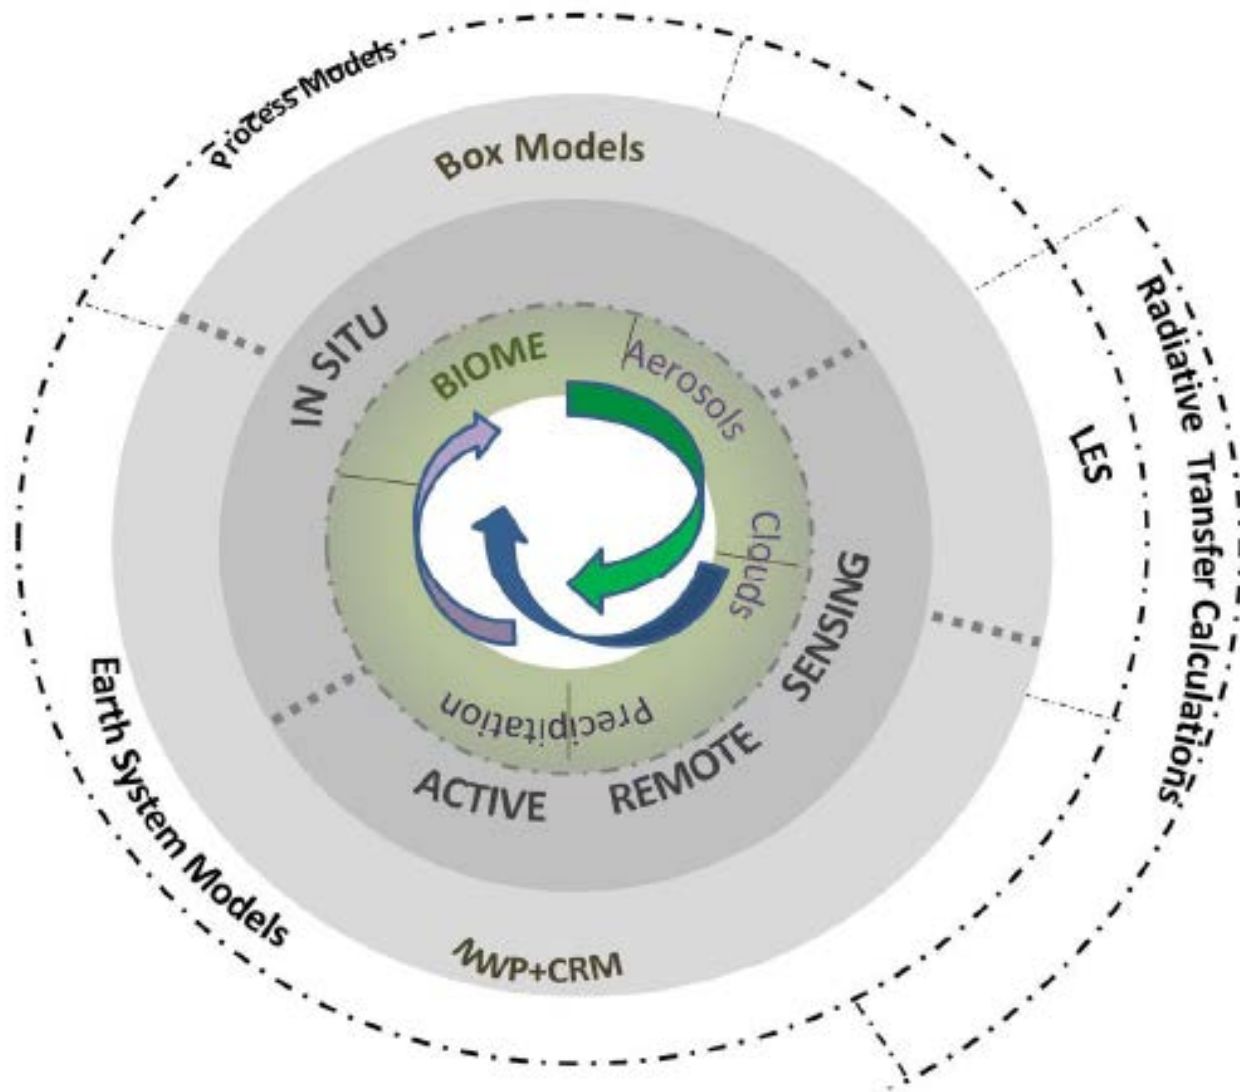 Process Models
Box Models
IN SITU
BIOME
Aerosols
Clouds
Precipitation
ACTIVE REMOTE SENSING
LES
Radiative Transfer Calculations
Earth System Models
NWP+CRM